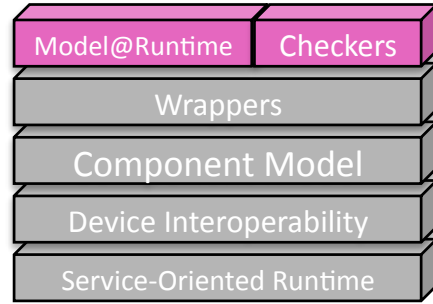 Model@Runtime Checkers
Wrappers
Component Model
Device Interoperability
Service-Oriented Runtime